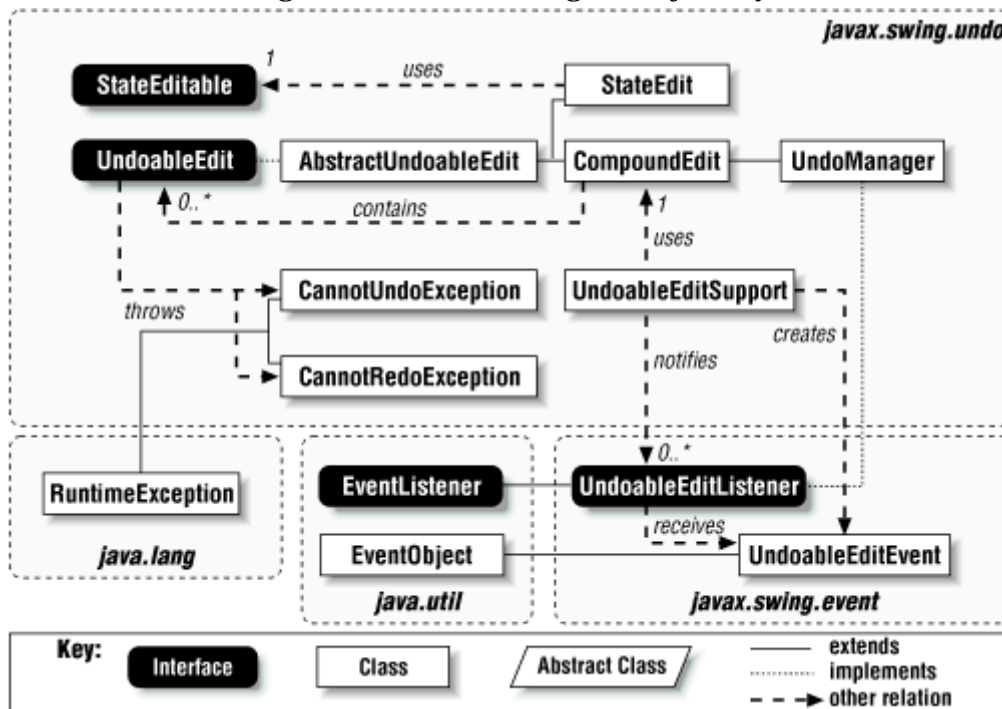 javax.swing.undo
1
StateEditable
uses
StateEdit
UndoableEdit
AbstractUndoableEdit
CompoundEdit
UndoManager
0..*
contains
1
uses
CannotUndoException
UndoableEditSupport
throws
creates
notifies
CannotRedoException
0..*
RuntimeException
EventListener
UndoableEditListener
receives
java.lang
EventObject
UndoableEditEvent
java.util
javax.swing.event
Key:
Interface
Class
Abstract Class
extends
implements
other relation